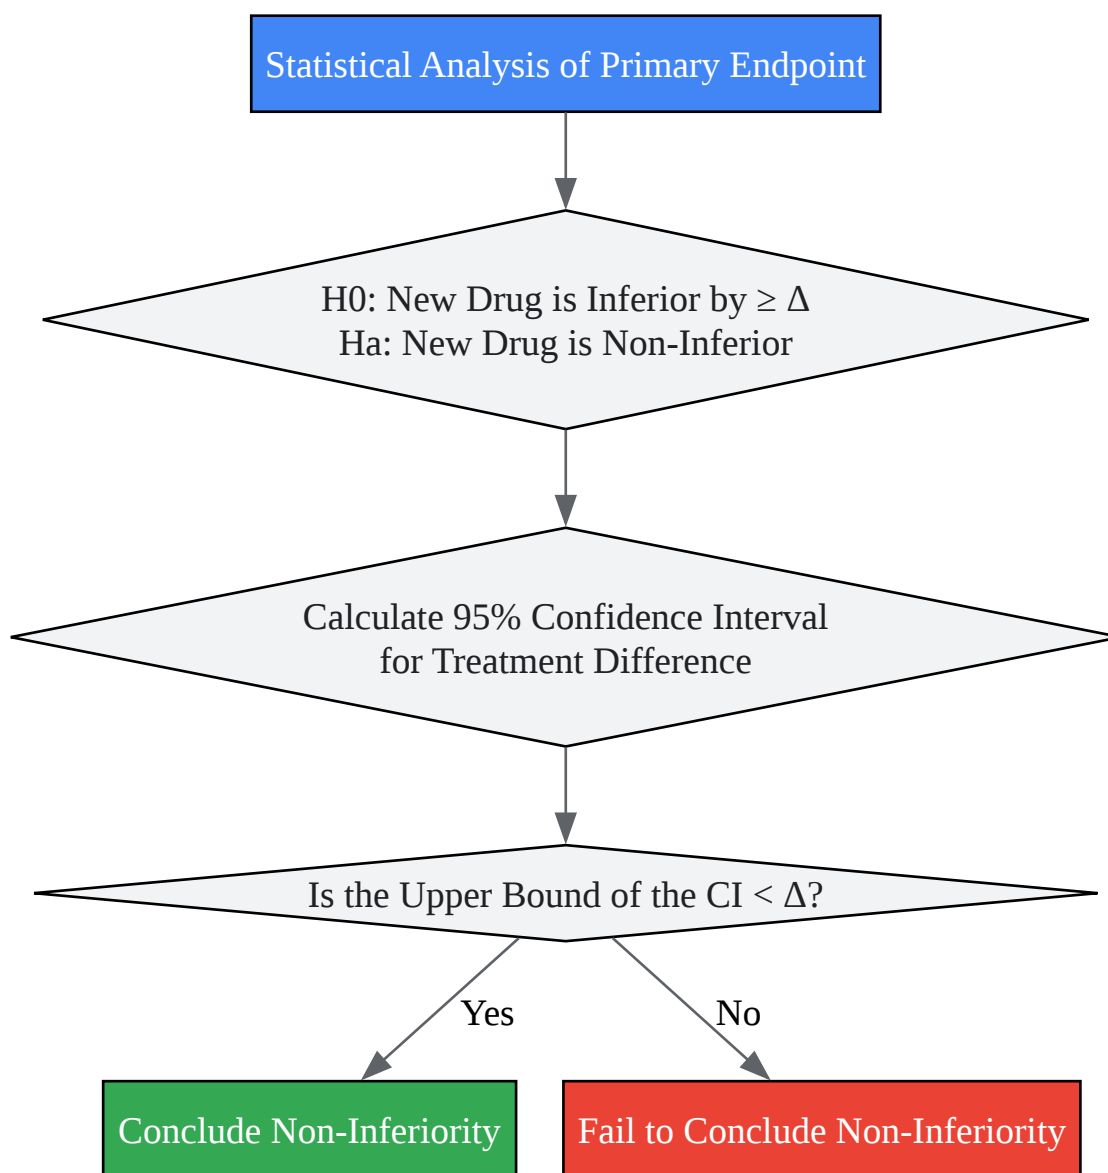 Statistical Analysis of Primary Endpoint
H0: New Drug is Inferior by ≥ Δ
Ha: New Drug is Non-Inferior
Calculate 95% Confidence Interval
for Treatment Difference
Is the Upper Bound of the CI < Δ?
Yes
No
Conclude Non-Inferiority
Fail to Conclude Non-Inferiority